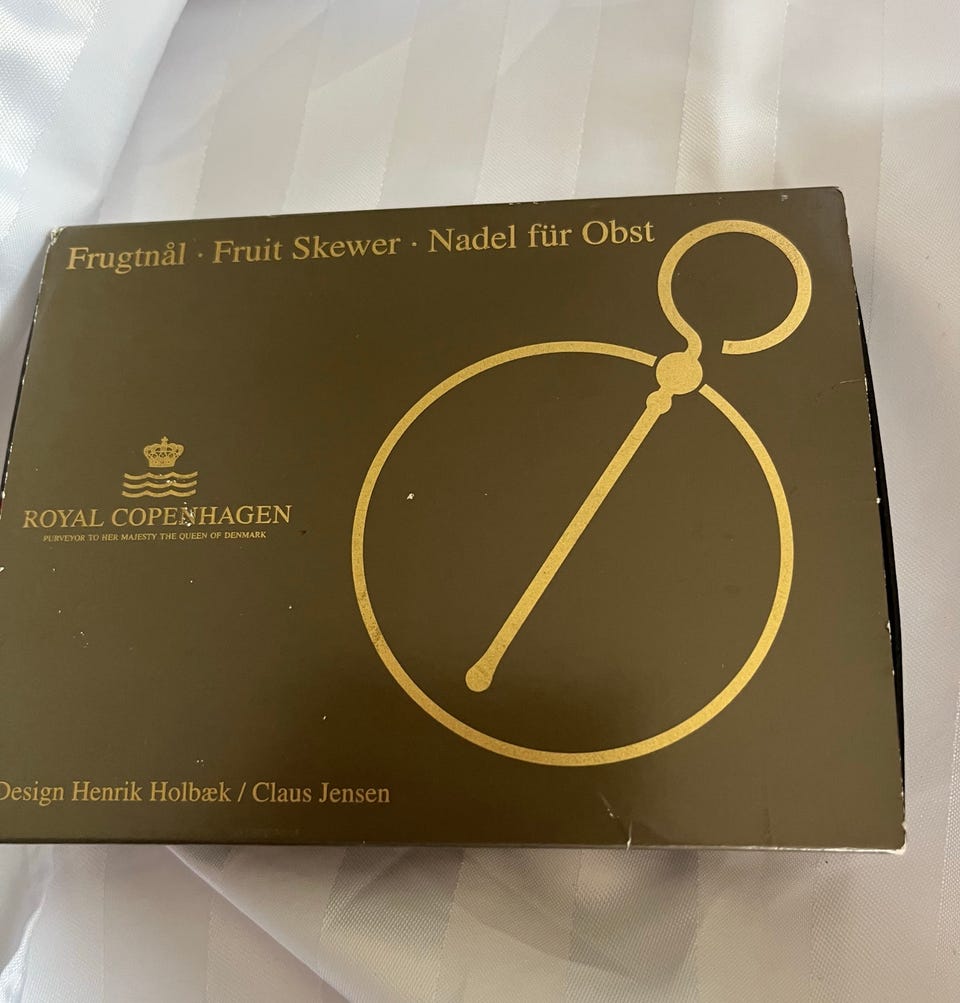 Frugtnål · Fruit Skewer · Nadel für Obst
ROYAL COPENHAGEN
PURVEYOR TO HER MAJESTY THE QUEEN OF DENMARK
Design Henrik Holbæk / Claus Jensen